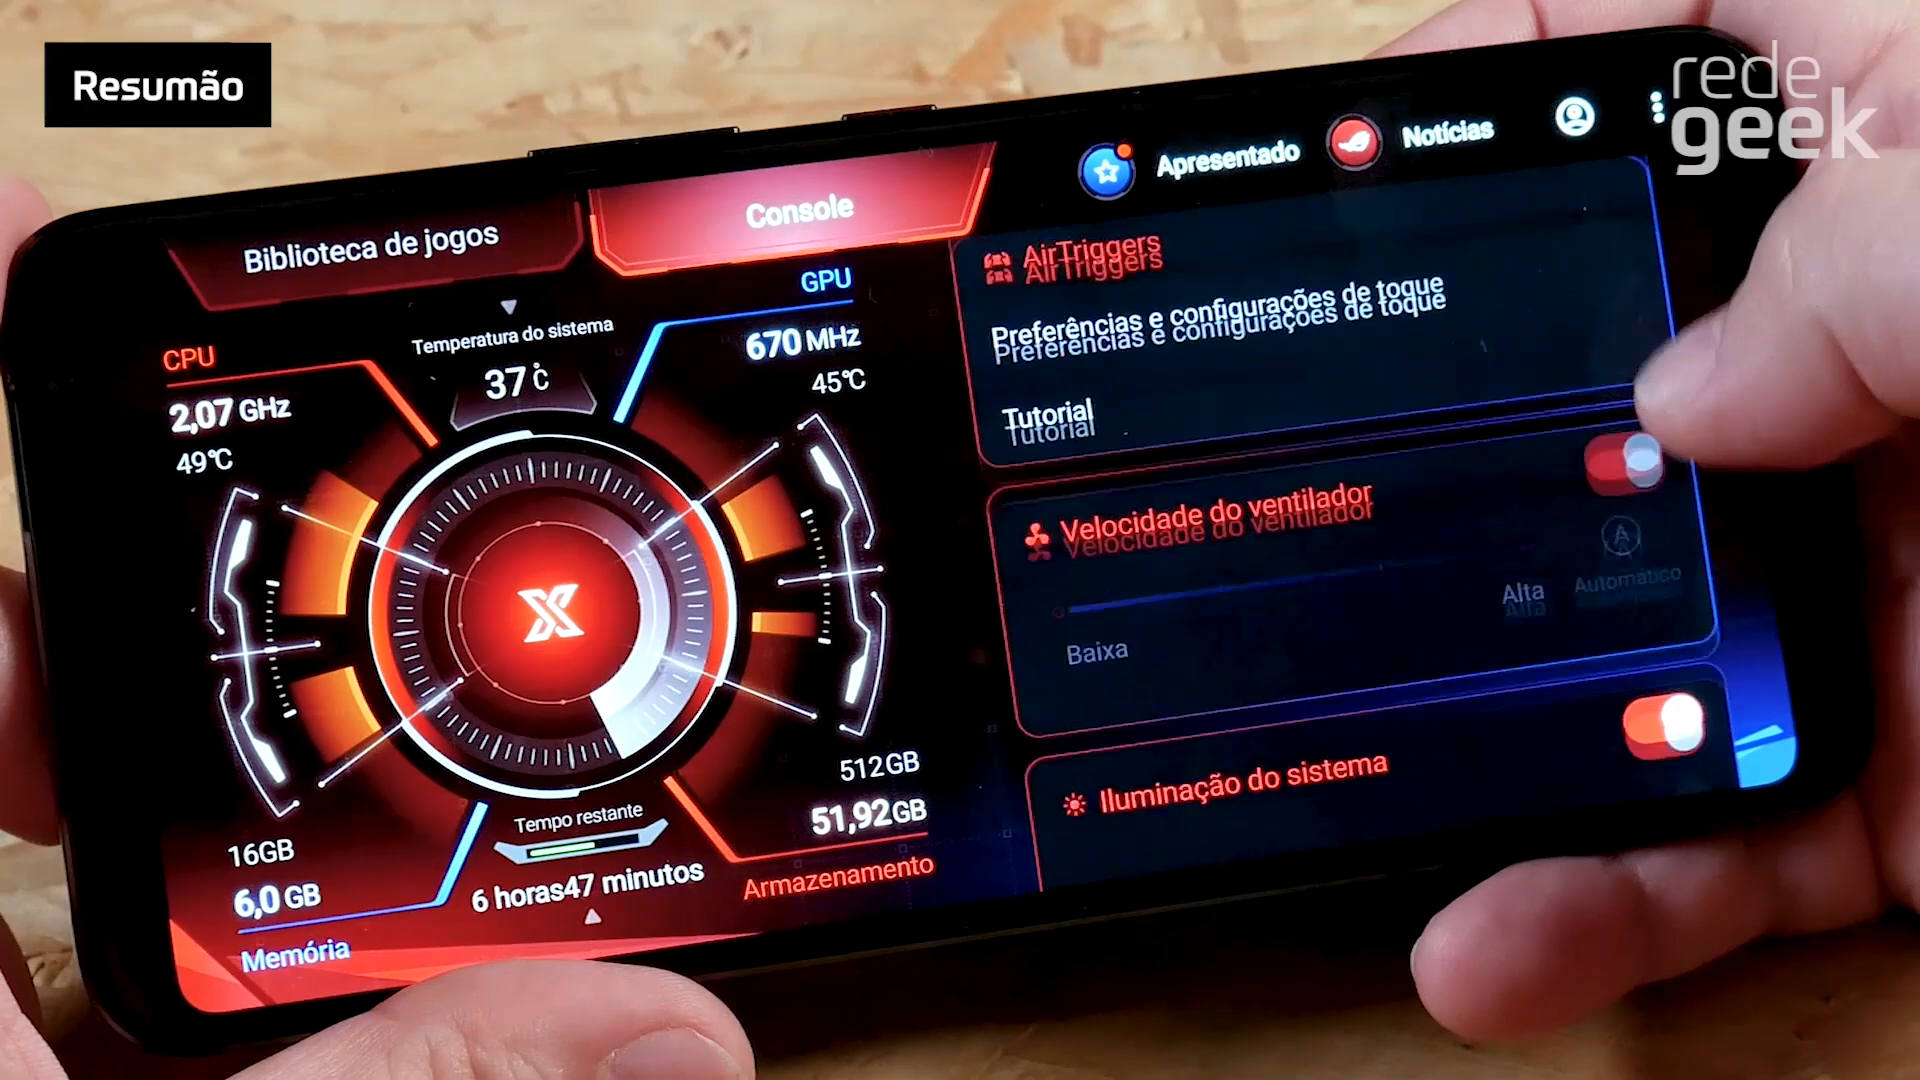 Resumão
rede
geek
Biblioteca de jogos
Console
Apresentado
Notícias
CPU
2,07 GHz
49°C
Temperatura do sistema
37°C
GPU
670 MHz
45°C
X
16GB
6,0 GB
Memória
Tempo restante
6 horas47 minutos
512GB
51,92GB
Armazenamento
AirTriggers
Preferências e configurações de toque
Tutorial
Velocidade do ventilador
Baixa
Alta
A
Automático
Iluminação do sistema